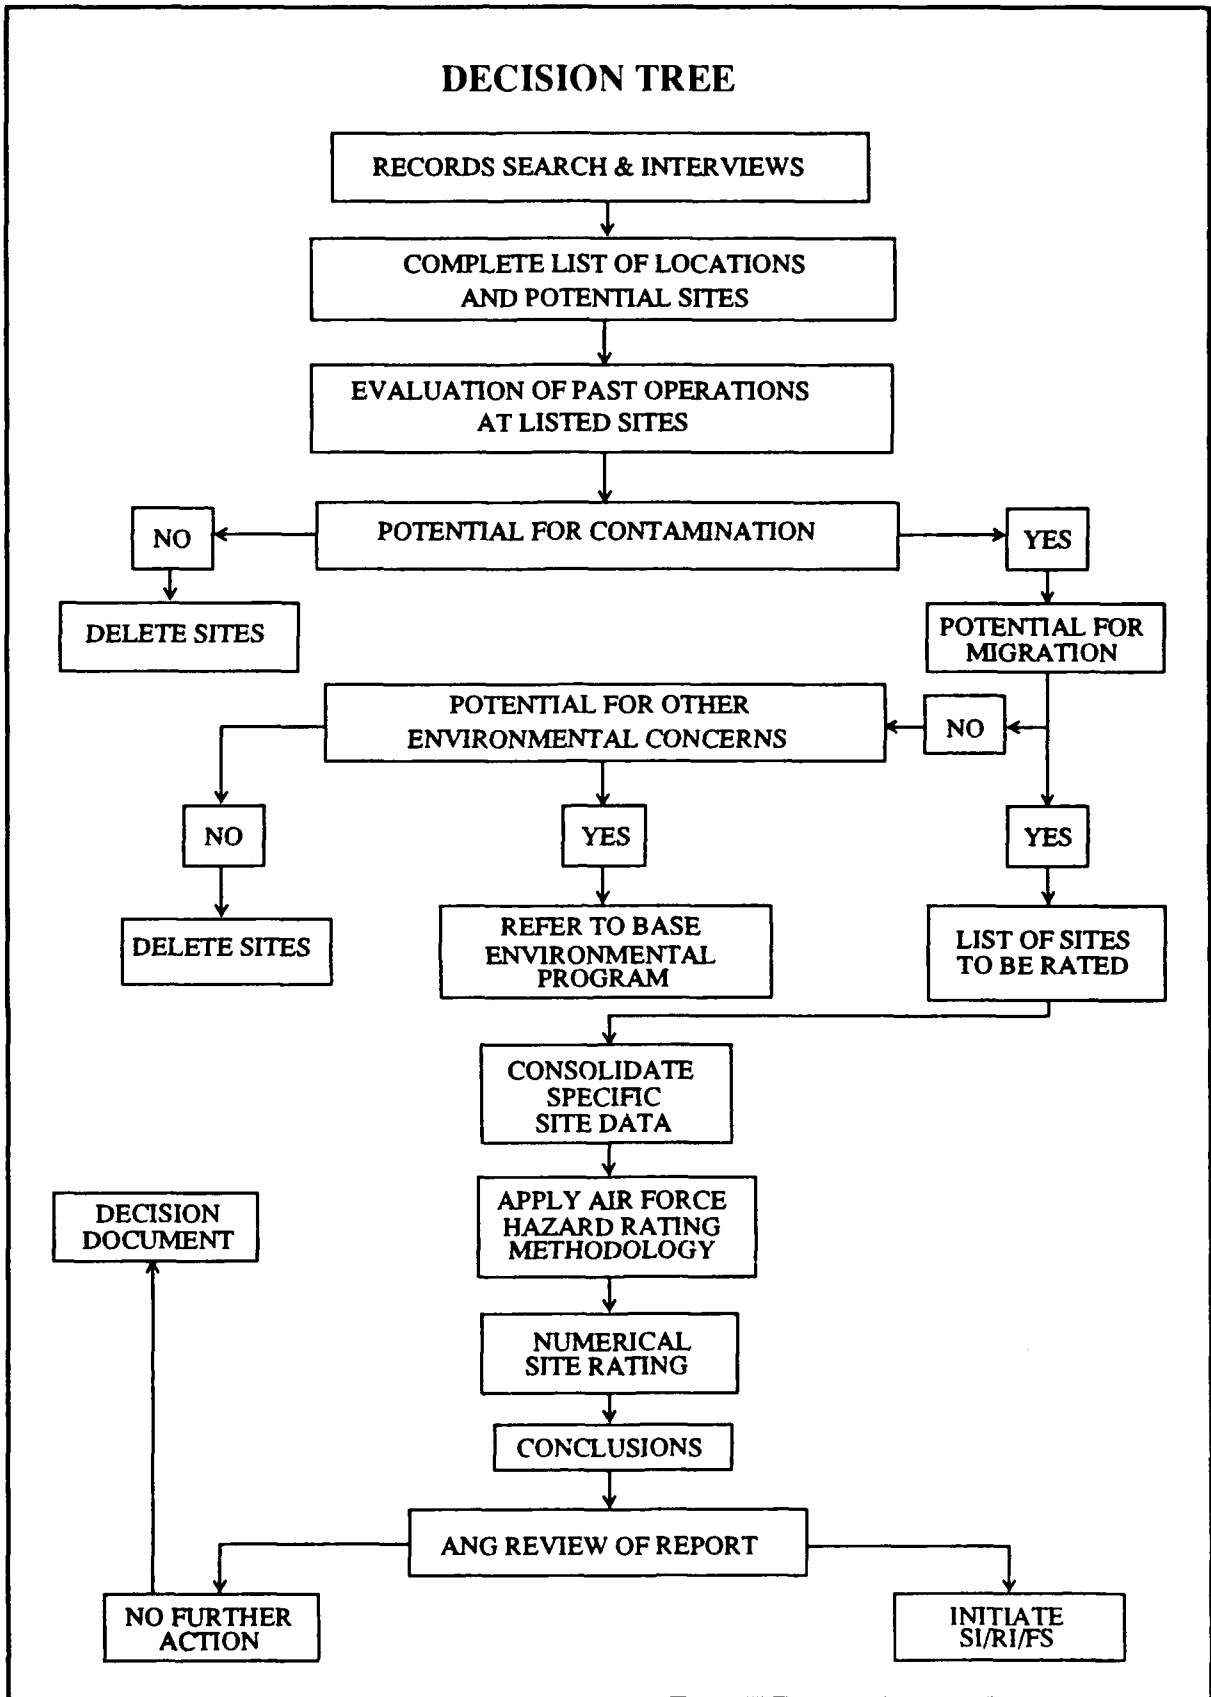 DECISION TREE
RECORDS SEARCH & INTERVIEWS
COMPLETE LIST OF LOCATIONS
AND POTENTIAL SITES
EVALUATION OF PAST OPERATIONS
AT LISTED SITES
NO
POTENTIAL FOR CONTAMINATION
YES
DELETE SITES
POTENTIAL FOR
MIGRATION
POTENTIAL FOR OTHER
ENVIRONMENTAL CONCERNS
NO
NO
YES
YES
DELETE SITES
REFER TO BASE
ENVIRONMENTAL
PROGRAM
LIST OF SITES
TO BE RATED
CONSOLIDATE
SPECIFIC
SITE DATA
DECISION
DOCUMENT
APPLY AIR FORCE
HAZARD RATING
METHODOLOGY
NUMERICAL
SITE RATING
CONCLUSIONS
ANG REVIEW OF REPORT
NO FURTHER
ACTION
INITIATE
SI/RI/FS